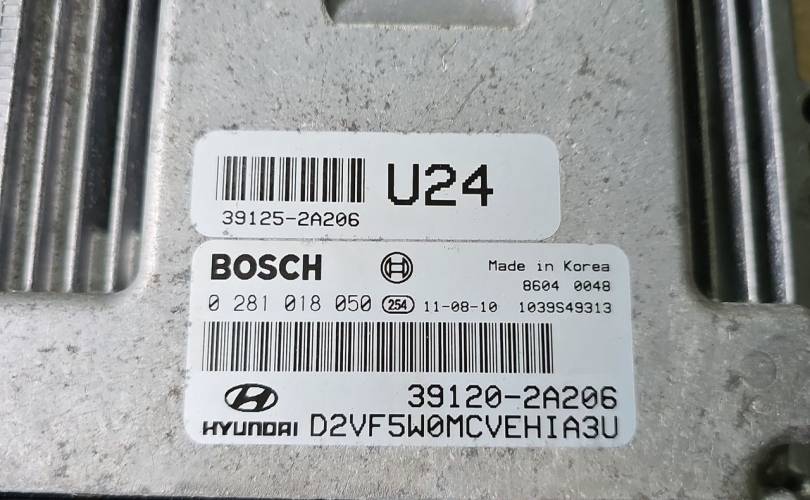 U24
39125-2A206
BOSCH Made in Korea
8604 0048
0 281 018 050 254 11-08-10 1039S49313
39120-2A206
HYUNDAI D2VF5W0MCVEHIA3U